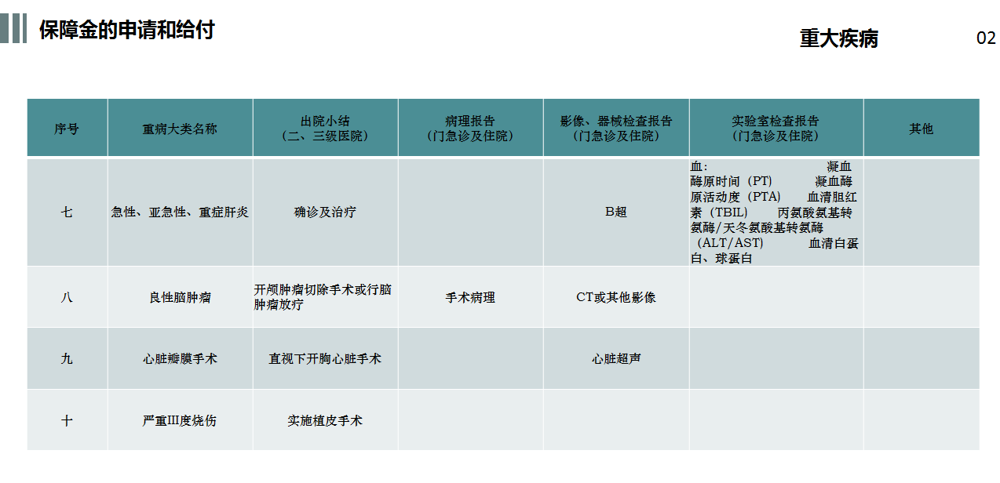 保障金的申请和给付
重大疾病
02
序号
重病大类名称
出院小结
（二、三级医院）
病理报告
（门急诊及住院）
影像、器械检查报告
（门急诊及住院）
实验室检查报告
（门急诊及住院）
其他
七
急性、亚急性、重症肝炎
确诊及治疗
B超
血： 凝血
酶原时间（PT） 凝血酶
原活动度（PTA） 血清胆红
素（TBIL） 丙氨酸氨基转
氨酶/天冬氨酸基转氨酶
（ALT/AST） 血清白蛋
白、球蛋白
八
良性脑肿瘤
开颅肿瘤切除手术或行脑
肿瘤放疗
手术病理
CT或其他影像
九
心脏瓣膜手术
直视下开胸心脏手术
心脏超声
十
严重III度烧伤
实施植皮手术